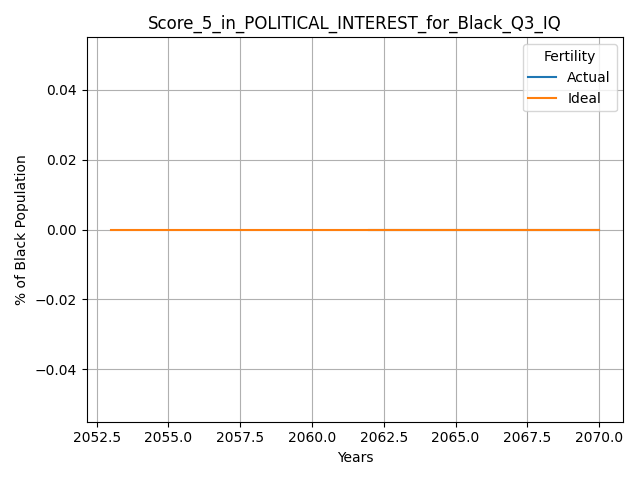 Score_5_in_POLITICAL_INTEREST_for_Black_Q3_IQ
Fertility
Actual
Ideal
% of Black Population
0.04
0.02
0.00
−0.02
−0.04
2052.5 2055.0 2057.5 2060.0 2062.5 2065.0 2067.5 2070.0
Years